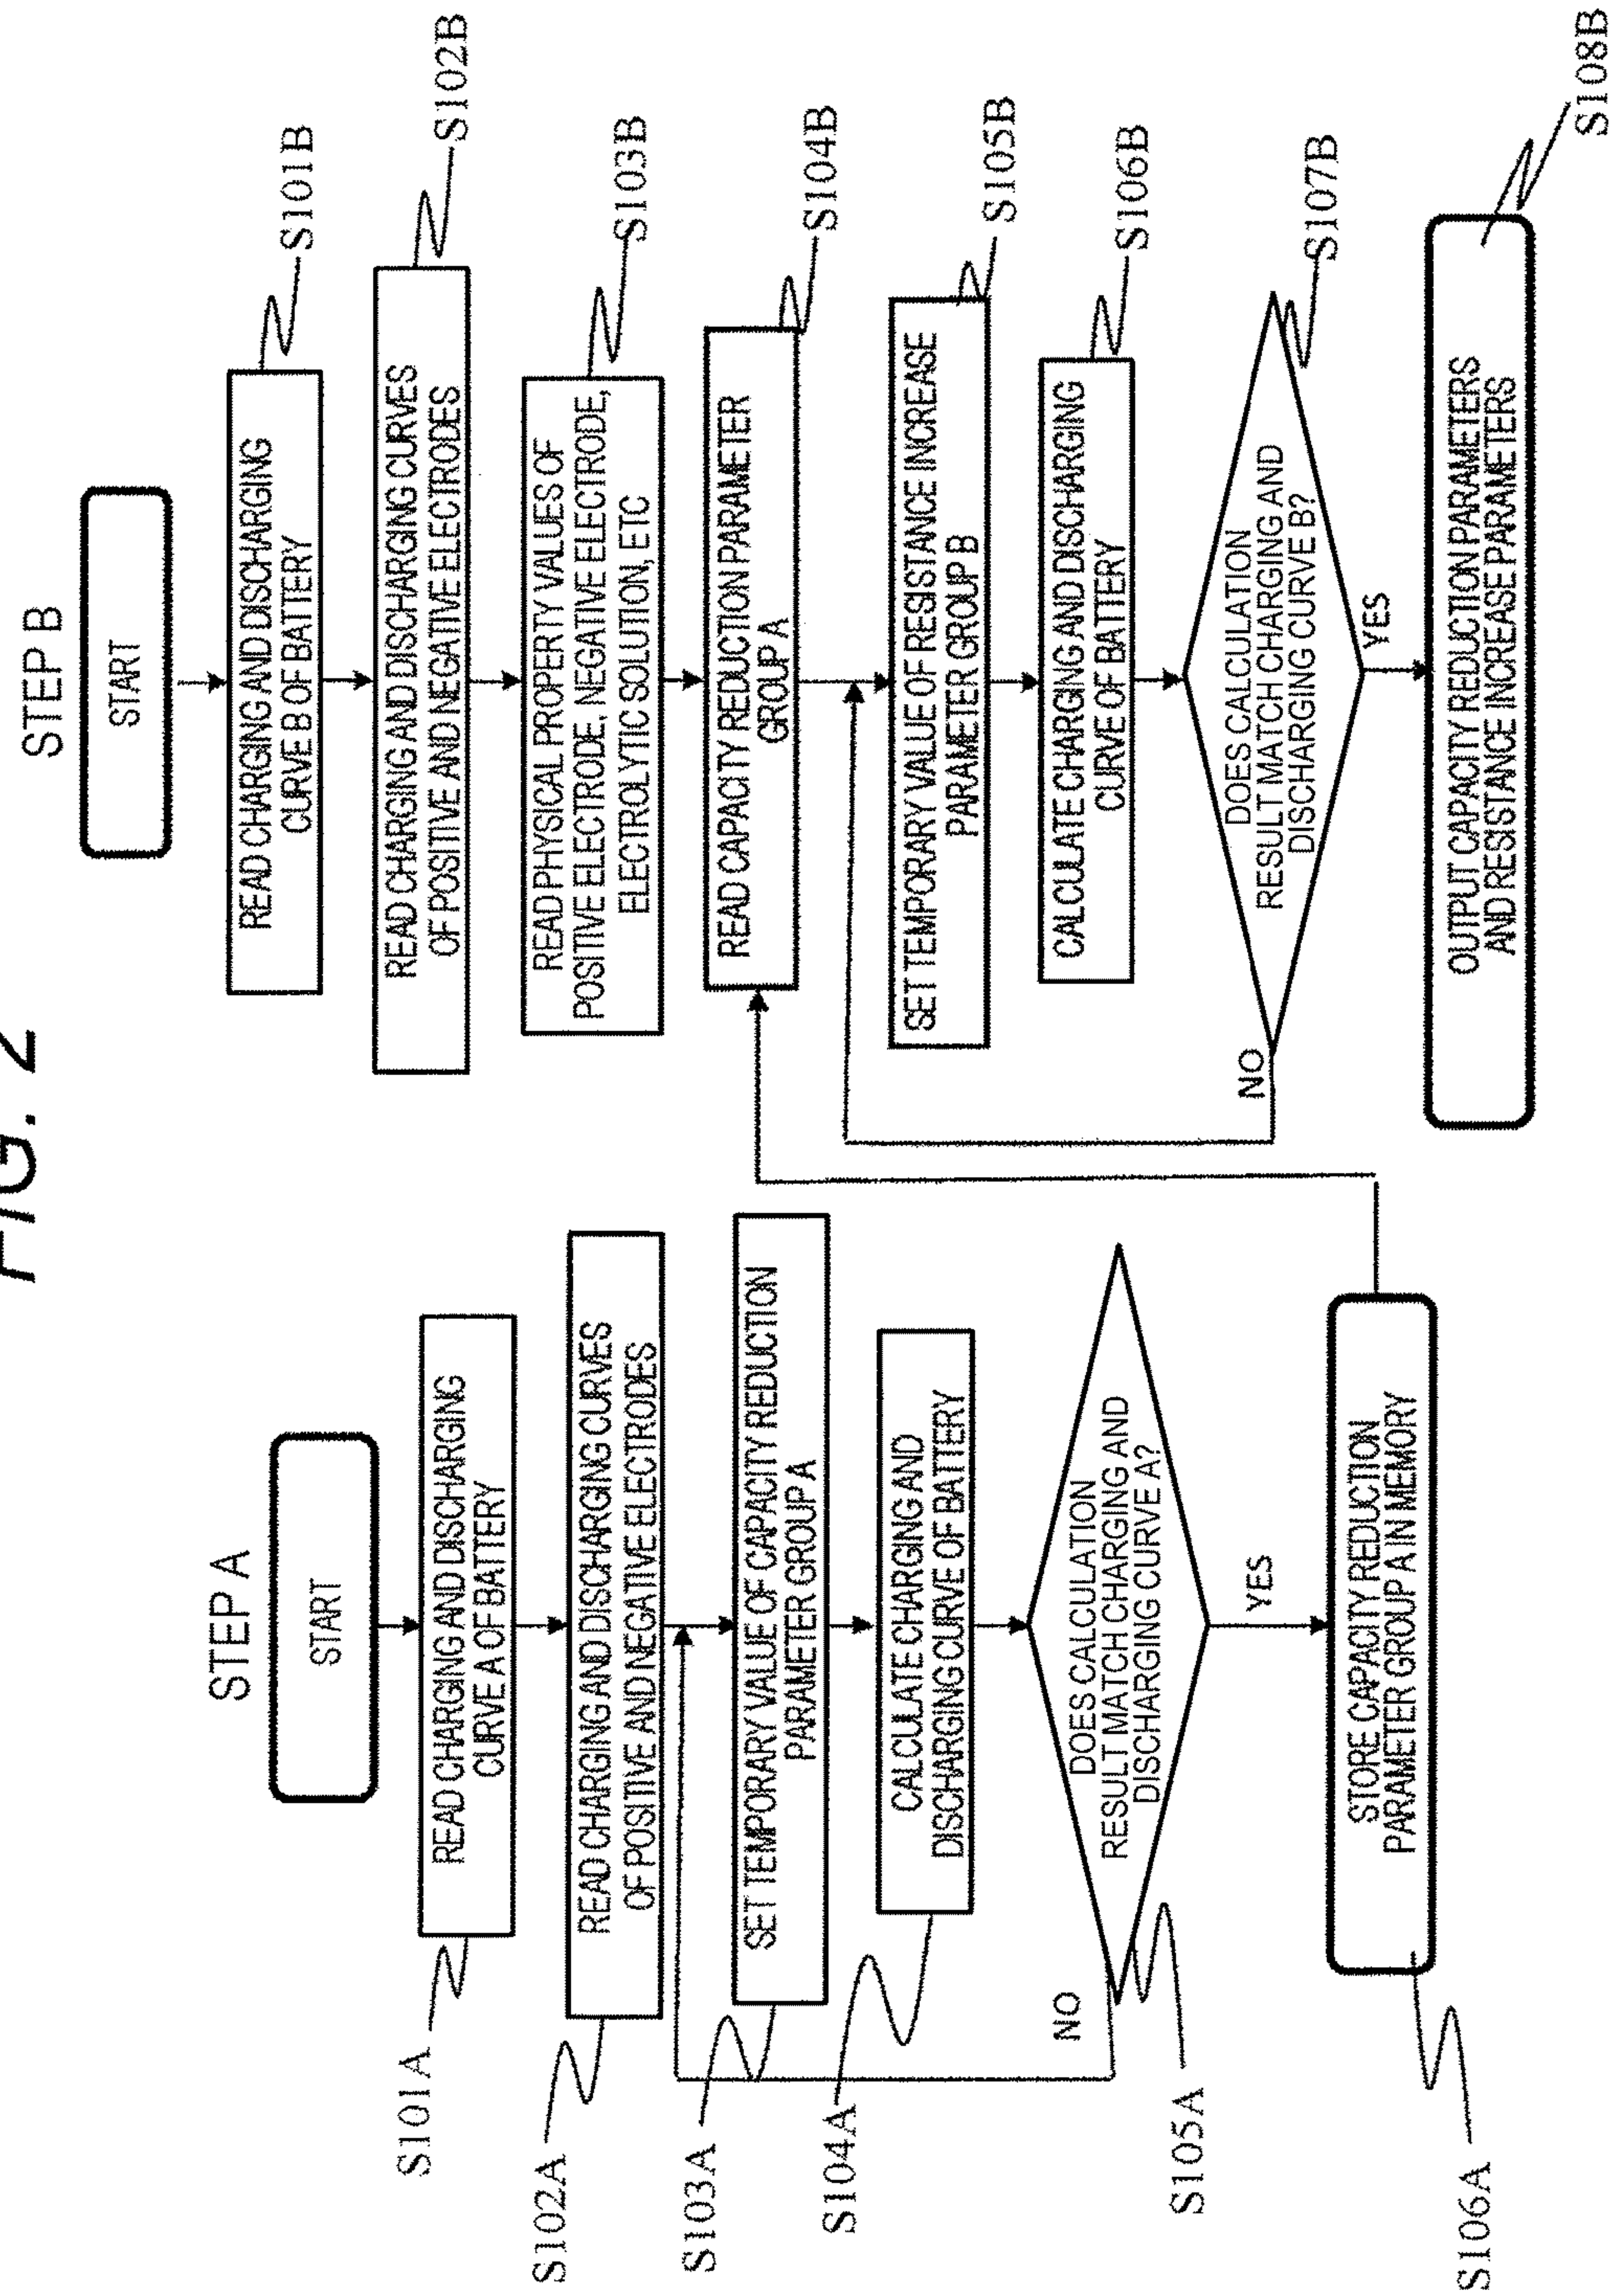 FIG. 2
STEP A
START
READ CHARGING AND DISCHARGING
CURVE A OF BATTERY
S101A
READ CHARGING AND DISCHARGING CURVES
OF POSITIVE AND NEGATIVE ELECTRODES
S102A
SET TEMPORARY VALUE OF CAPACITY REDUCTION
PARAMETER GROUP A
S103A
CALCULATE CHARGING AND
DISCHARGING CURVE OF BATTERY
S104A
DOES CALCULATION
RESULT MATCH CHARGING AND
DISCHARGING CURVE A?
S105A
NO
YES
STORE CAPACITY REDUCTION
PARAMETER GROUP A IN MEMORY
S106A
STEP B
START
READ CHARGING AND DISCHARGING
CURVE B OF BATTERY
S101B
READ CHARGING AND DISCHARGING CURVES
OF POSITIVE AND NEGATIVE ELECTRODES
S102B
READ PHYSICAL PROPERTY VALUES OF
POSITIVE ELECTRODE, NEGATIVE ELECTRODE,
ELECTROLYTIC SOLUTION, ETC
S103B
READ CAPACITY REDUCTION PARAMETER
GROUP A
S104B
SET TEMPORARY VALUE OF RESISTANCE INCREASE
PARAMETER GROUP B
S105B
CALCULATE CHARGING AND DISCHARGING
CURVE OF BATTERY
S106B
DOES CALCULATION
RESULT MATCH CHARGING AND
DISCHARGING CURVE B?
S107B
NO
YES
OUTPUT CAPACITY REDUCTION PARAMETERS
AND RESISTANCE INCREASE PARAMETERS
S108B